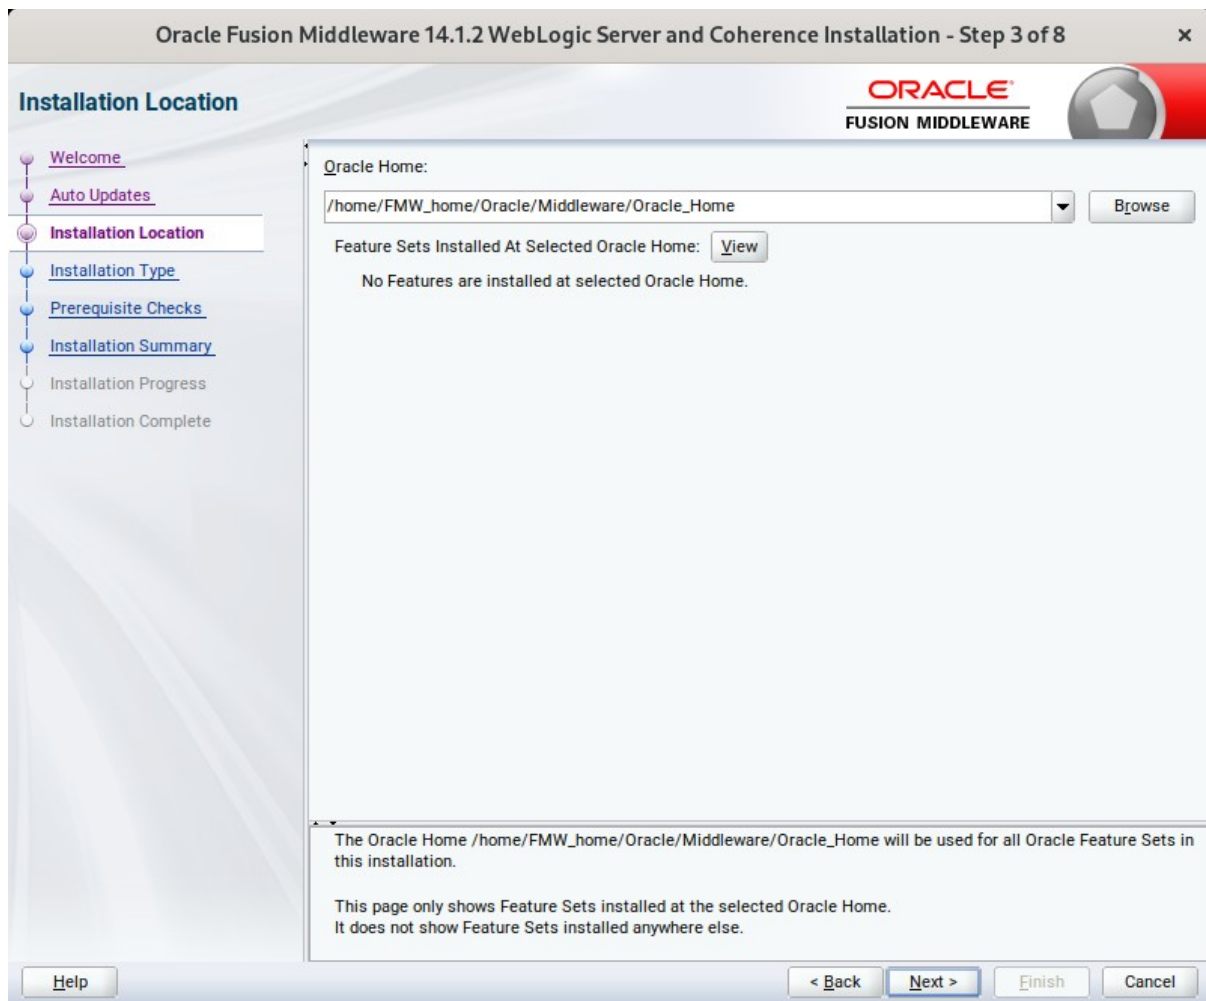 Oracle Fusion Middleware 14.1.2 WebLogic Server and Coherence Installation - Step 3 of 8
Installation Location
ORACLE
FUSION MIDDLEWARE
Welcome
Auto Updates
Installation Location
Installation Type
Prerequisite Checks
Installation Summary
Installation Progress
Installation Complete
Oracle Home:
/home/FMW_home/Oracle/Middleware/Oracle_Home
Browse
Feature Sets Installed At Selected Oracle Home: View
No Features are installed at selected Oracle Home.
The Oracle Home /home/FMW_home/Oracle/Middleware/Oracle_Home will be used for all Oracle Feature Sets in
this installation.
This page only shows Feature Sets installed at the selected Oracle Home.
It does not show Feature Sets installed anywhere else.
Help
< Back
Next >
Finish
Cancel